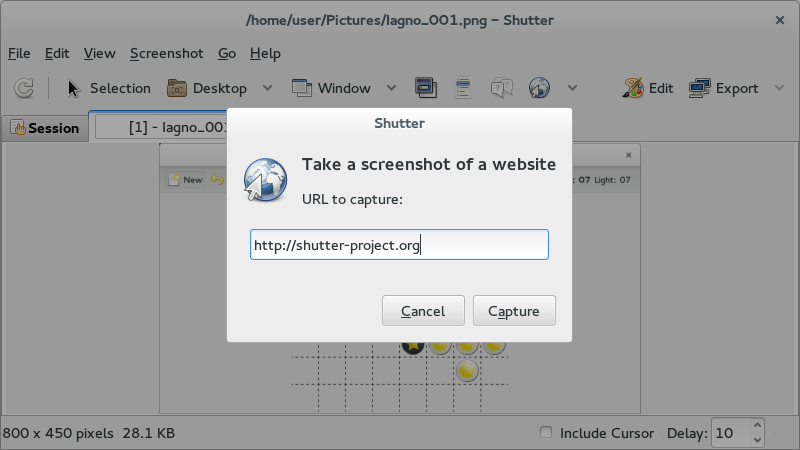 /home/user/Pictures/Iagno_001.png – Shutter
File Edit View Screenshot Go Help
Selection Desktop Window Edit Export
Session [1] - Iagno_001
Shutter
Take a screenshot of a website
New 07 Light: 07
URL to capture:
http://shutter-project.org
Cancel Capture
800 x 450 pixels 28.1 KB Include Cursor Delay: 10